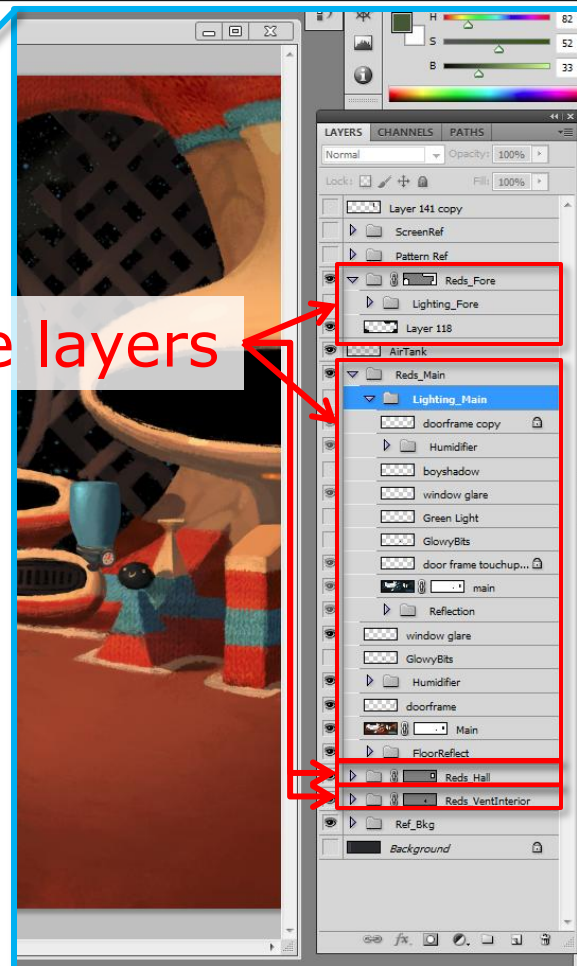 H 82
S 52
B 33
LAYERS CHANNELS PATHS
Normal Opacity: 100%
Lock: Fill: 100%
Layer 141 copy
ScreenRef
Pattern Ref
Reds_Fore
Lighting_Fore
Layer 118
e layers
AirTank
Reds_Main
Lighting_Main
doorframe copy
Humidifier
boyshadow
window glare
Green Light
GlowyBits
door frame touchup...
main
Reflection
window glare
GlowyBits
Humidifier
doorframe
Main
FloorReflect
Reds_Hall
Reds_VentInterior
Ref_Bkg
Background
fx.